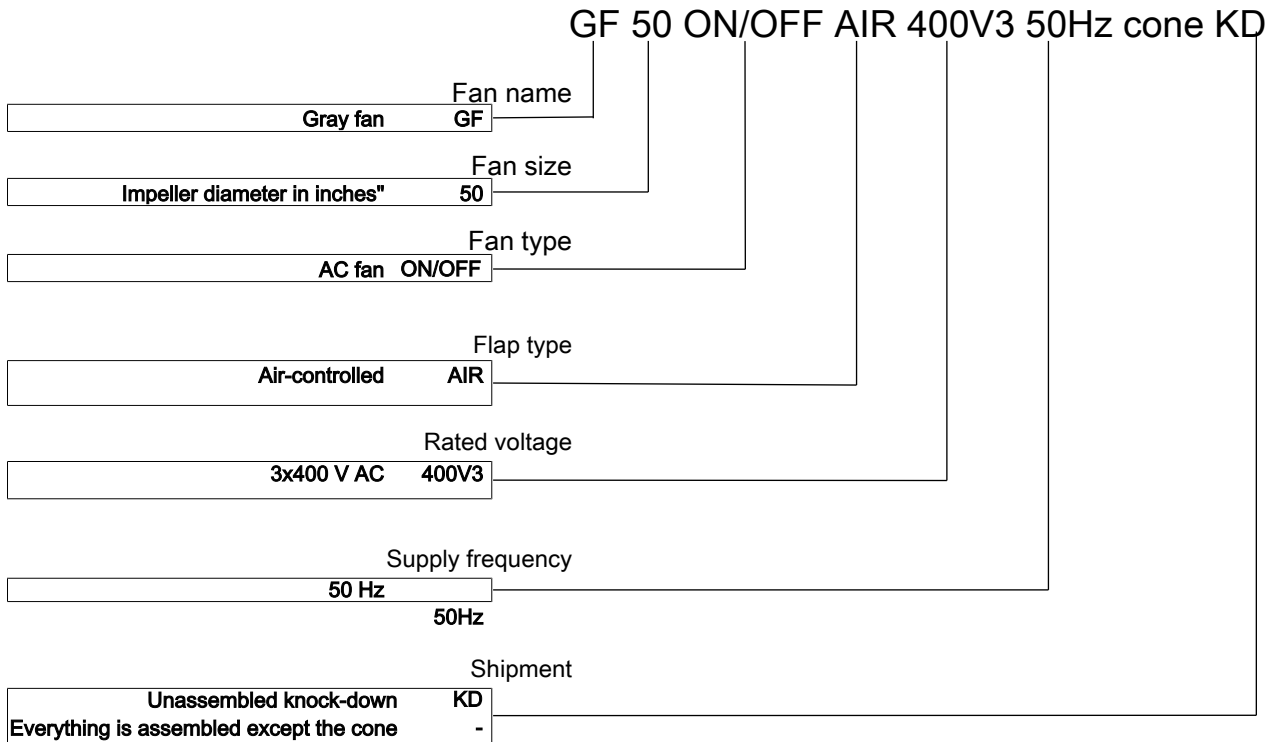 GF 50 ON/OFF AIR 400V3 50Hz cone KD
Fan name
Gray fan GF
Fan size
Impeller diameter in inches" 50
Fan type
AC fan ON/OFF
Flap type
Air-controlled AIR
Rated voltage
3x400 V AC 400V3
Supply frequency
50 Hz
50Hz
Shipment
Unassembled knock-down KD
Everything is assembled except the cone -